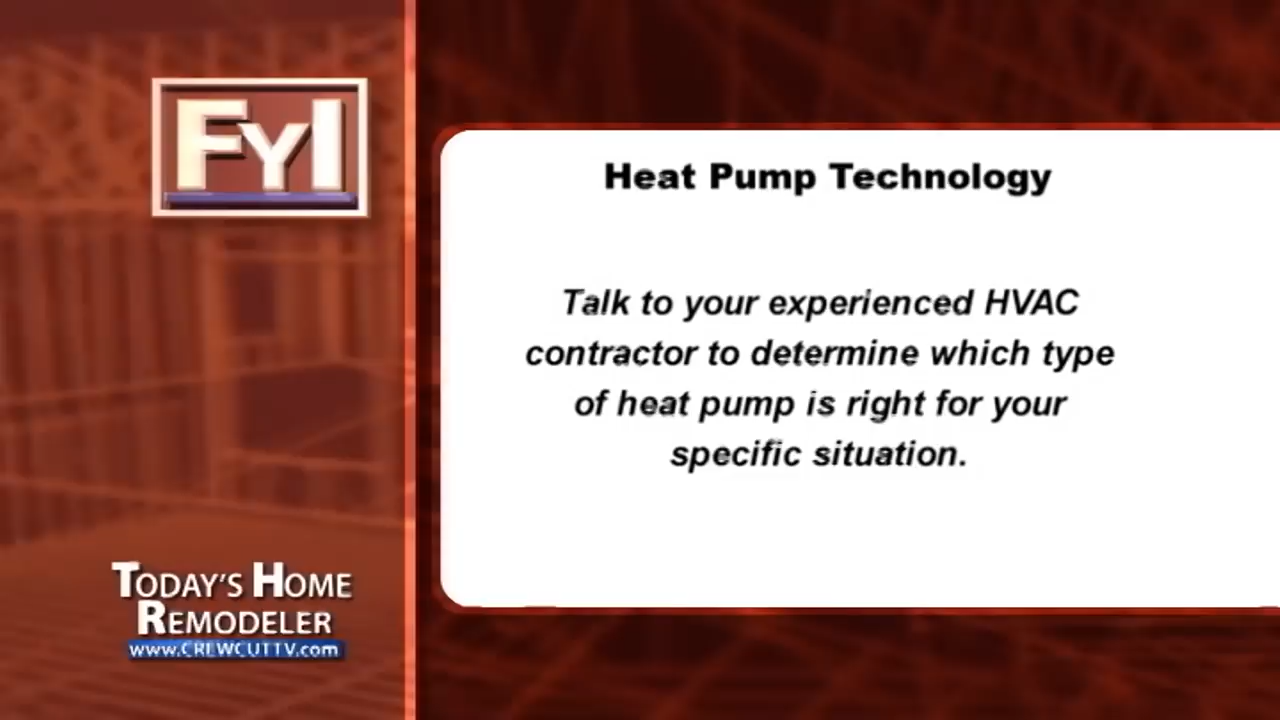 FYI
Heat Pump Technology
Talk to your experienced HVAC
contractor to determine which type
of heat pump is right for your
specific situation.
TODAY'S HOME
REMODELER
www.CREWCUTTV.com